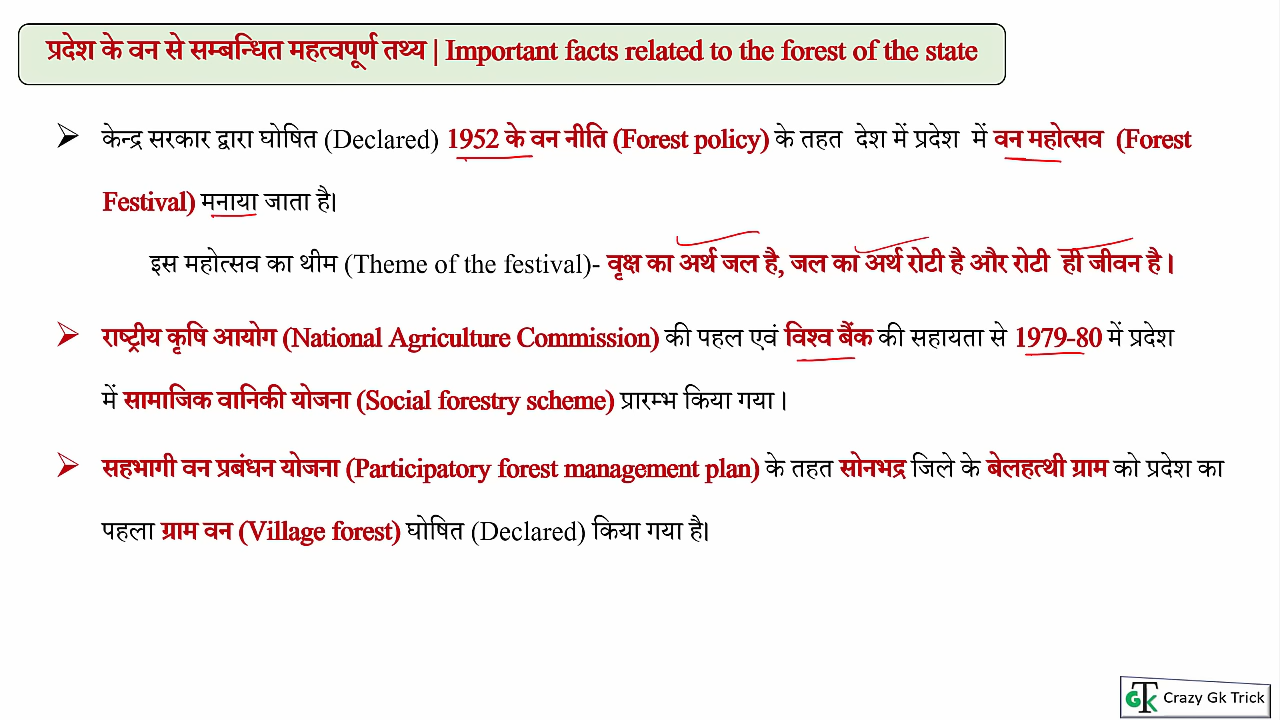 प्रदेश के वन से सम्बन्धित महत्वपूर्ण तथ्य | Important facts related to the forest of the state
➢ केन्द्र सरकार द्वारा घोषित (Declared) 1952 के वन नीति (Forest policy) के तहत देश में प्रदेश में वन महोत्सव (Forest
Festival) मनाया जाता है।
इस महोत्सव का थीम (Theme of the festival)- वृक्ष का अर्थ जल है, जल का अर्थ रोटी है और रोटी ही जीवन है।
➢ राष्ट्रीय कृषि आयोग (National Agriculture Commission) की पहल एवं विश्व बैंक की सहायता से 1979-80 में प्रदेश
में सामाजिक वानिकी योजना (Social forestry scheme) प्रारम्भ किया गया।
➢ सहभागी वन प्रबंधन योजना (Participatory forest management plan) के तहत सोनभद्र जिले के बेलहत्थी ग्राम को प्रदेश का
पहला ग्राम वन (Village forest) घोषित (Declared) किया गया है।
GTK Crazy Gk Trick